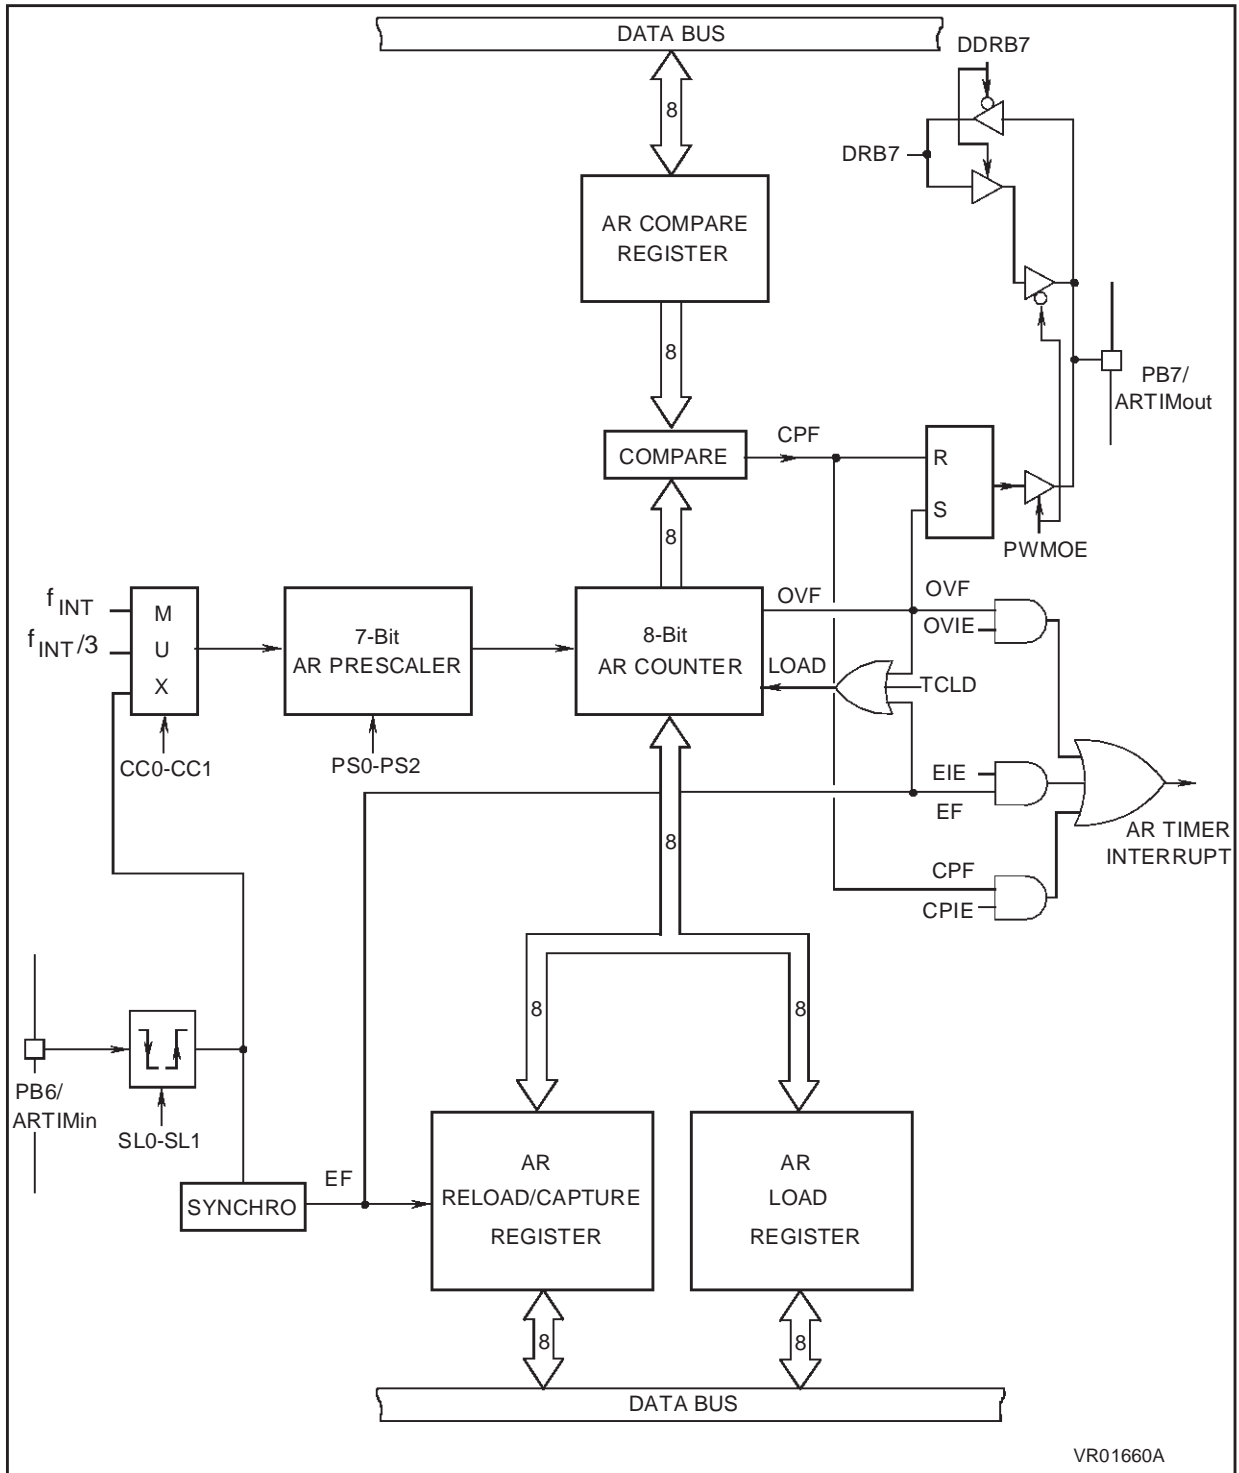 DATA BUS
DDRB7
8
DRB7
AR COMPARE
REGISTER
8
PB7/
ARTIMout
CPF
COMPARE
R
S
8
PWMOE
fINT
fINT/3
M
U
X
7-Bit
AR PRESCALER
8-Bit
AR COUNTER
OVF
OVF
OVIE
LOAD
TCLD
CC0-CC1
PS0-PS2
EIE
EF
AR TIMER
INTERRUPT
8
CPF
CPIE
8
8
PB6/
ARTIMin
SL0-SL1
SYNCHRO
EF
AR
RELOAD/CAPTURE
REGISTER
AR
LOAD
REGISTER
8
8
DATA BUS
VR01660A